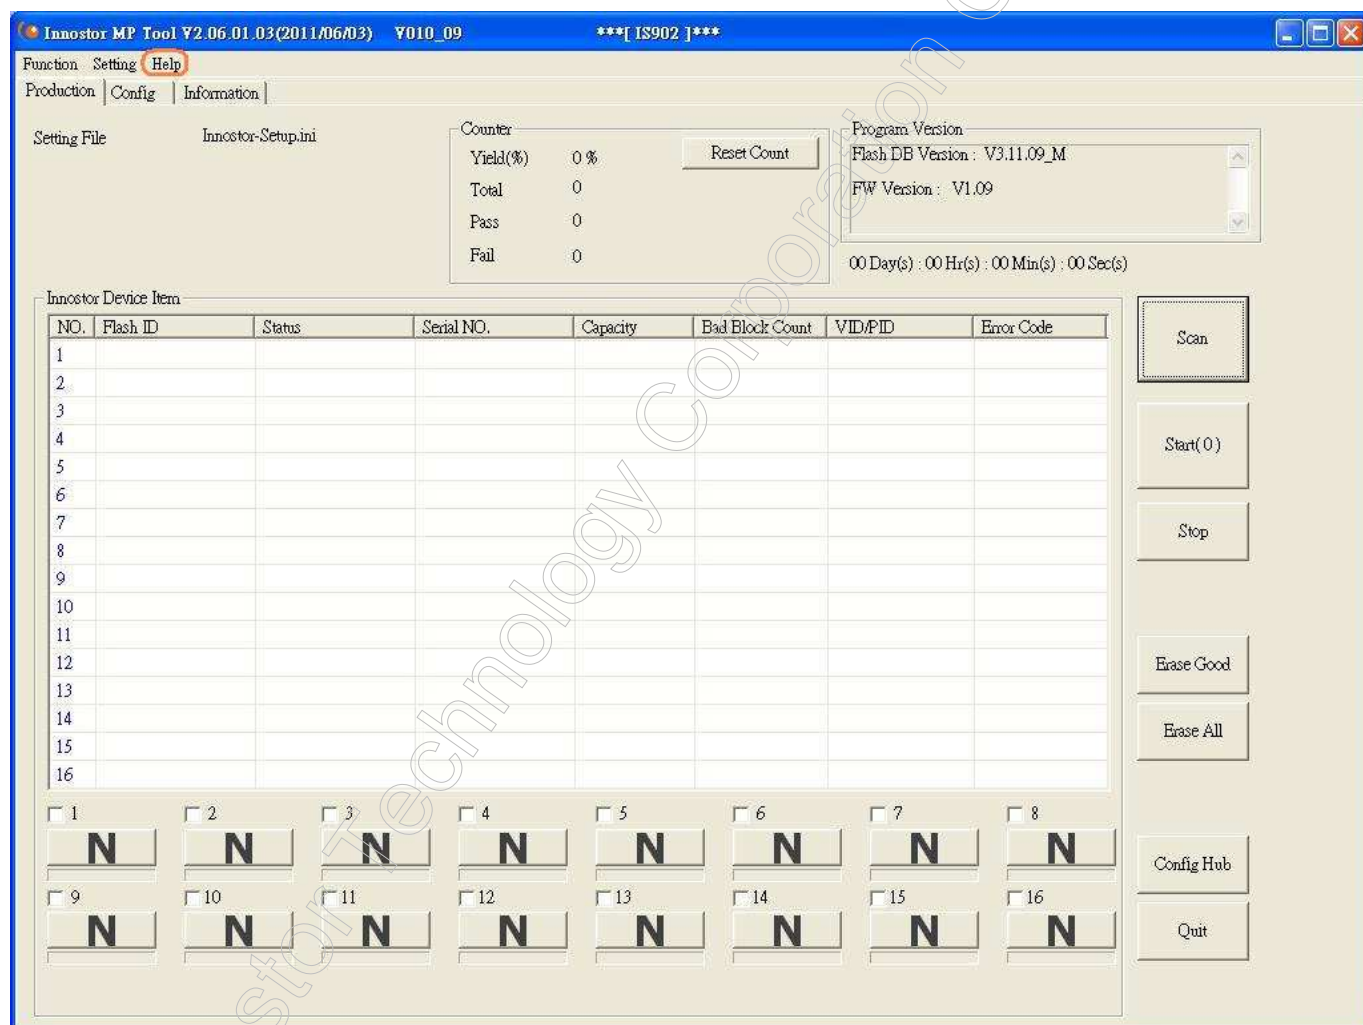 Innostor MP Tool V2.06.01.03(2011/06/03) V010_09 ***[ IS902 ]***
Function Setting Help
Production Config Information
Setting File Innostor-Setup.ini
Counter
Yield(%) 0 %
Total 0
Pass 0
Fail 0
Reset Count
Program Version
Flash DB Version : V3.11.09_M
FW Version : V1.09
00 Day(s) : 00 Hr(s) : 00 Min(s) : 00 Sec(s)
Innostor Device Item
NO. Flash ID Status Serial NO. Capacity Bad Block Count VID/PID Error Code
1
2
3
4
5
6
7
8
9
10
11
12
13
14
15
16
Scan
Start( 0 )
Stop
Erase Good
Erase All
Config Hub
Quit
1 2 3 4 5 6 7 8
N N N N N N N N
9 10 11 12 13 14 15 16
N N N N N N N N
stor Technology Corporation